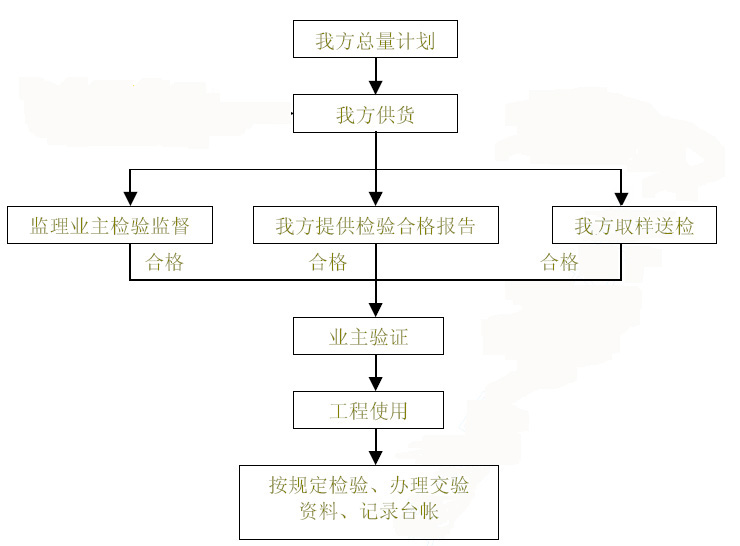 我方总量计划
我方供货
监理业主检验监督
我方提供检验合格报告
我方取样送检
合格
合格
合格
业主验证
工程使用
按规定检验、办理交验
资料、记录台帐